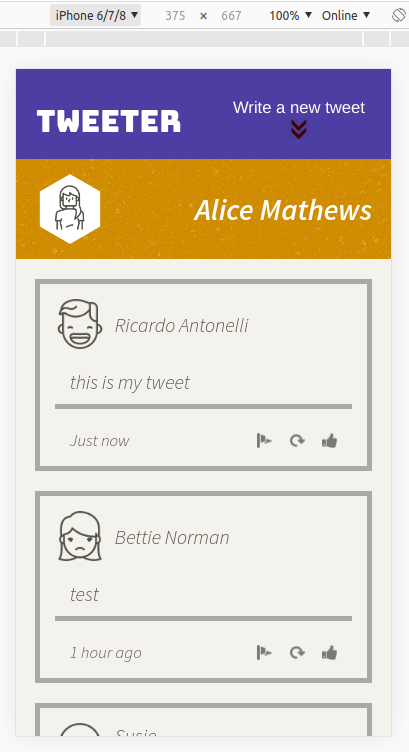 iPhone 6/7/8 ▼ 375 × 667 100% ▼ Online ▼
Write a new tweet
TWEETER
Alice Mathews
Ricardo Antonelli
this is my tweet
Just now
Bettie Norman
test
1 hour ago
Susie